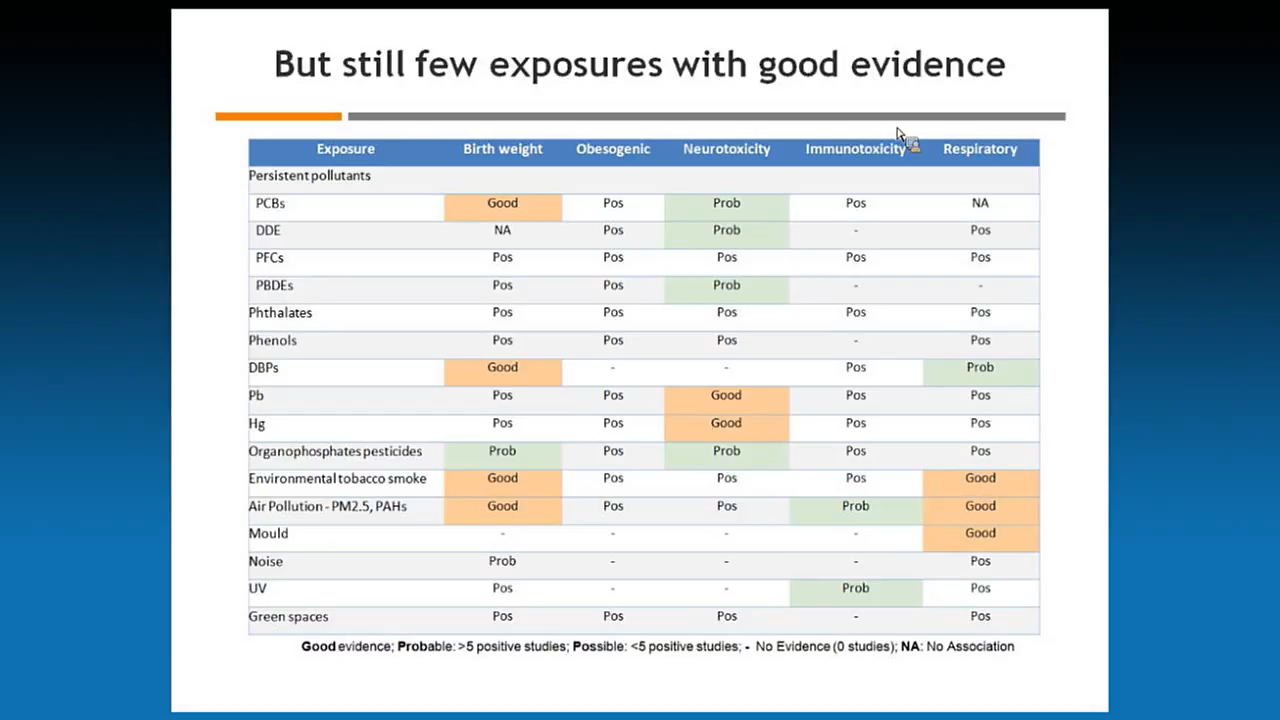 But still few exposures with good evidence
Exposure Birth weight Obesogenic Neurotoxicity Immunotoxicity Respiratory
Persistent pollutants
PCBs Good Pos Prob Pos NA
DDE NA Pos Prob - Pos
PFCs Pos Pos Pos Pos Pos
PBDEs Pos Pos Prob - -
Phthalates Pos Pos Pos Pos Pos
Phenols Pos Pos Pos - Pos
DBPs Good - - Pos Prob
Pb Pos Pos Good Pos Pos
Hg Pos Pos Good Pos Pos
Organophosphates pesticides Prob Pos Prob Pos Pos
Environmental tobacco smoke Good Pos Pos Pos Good
Air Pollution - PM2.5, PAHs Good Pos Pos Prob Good
Mould - - - - Good
Noise Prob - - - Pos
UV Pos - - Prob Pos
Green spaces Pos Pos Pos - Pos
Good evidence; Probable: >5 positive studies; Possible: <5 positive studies; - No Evidence (0 studies); NA: No Association